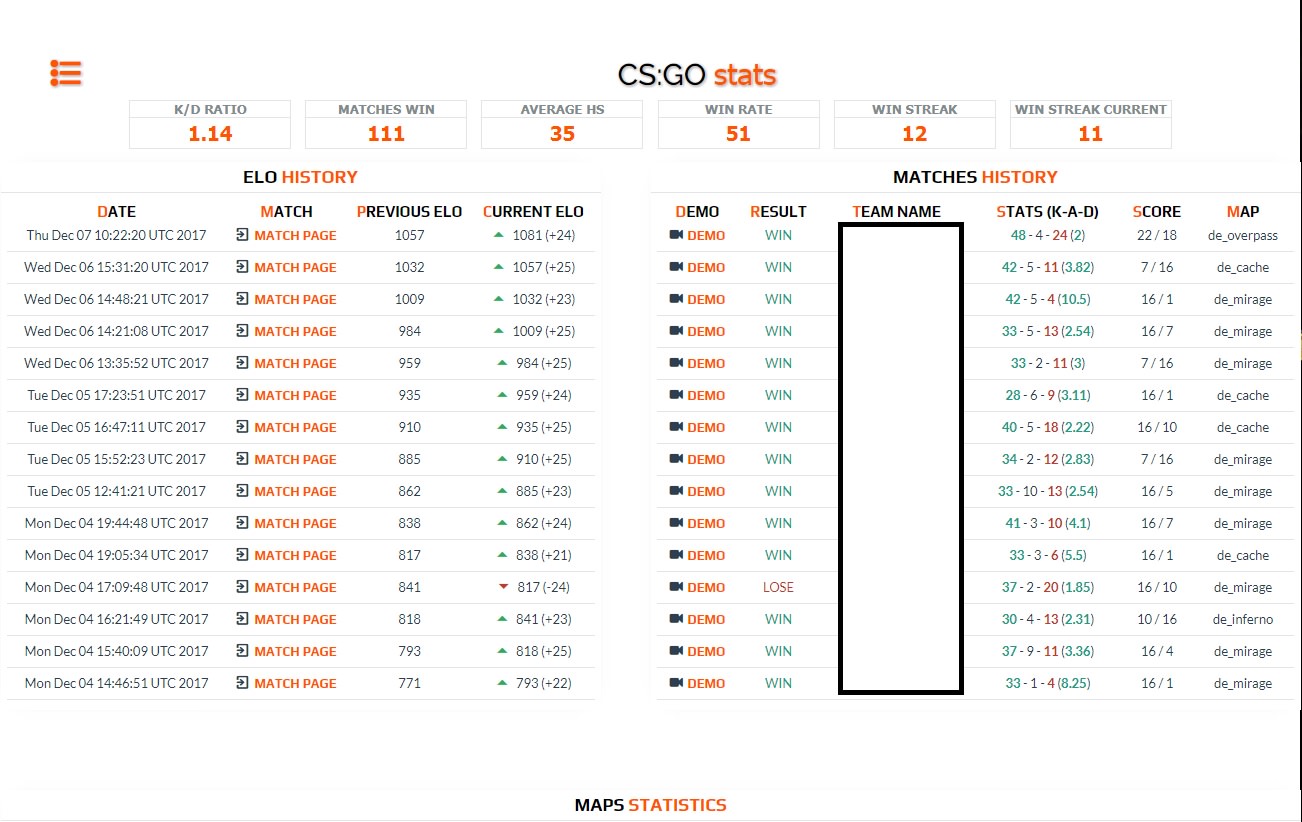 CS:GO stats
K/D RATIO MATCHES WIN AVERAGE HS WIN RATE WIN STREAK WIN STREAK CURRENT
1.14 111 35 51 12 11
ELO HISTORY MATCHES HISTORY
DATE MATCH PREVIOUS ELO CURRENT ELO DEMO RESULT TEAM NAME STATS (K-A-D) SCORE MAP
Thu Dec 07 10:22:20 UTC 2017 MATCH PAGE 1057 1081 (+24) DEMO WIN 48 - 4 - 24 (2) 22 / 18 de_overpass
Wed Dec 06 15:31:20 UTC 2017 MATCH PAGE 1032 1057 (+25) DEMO WIN 42 - 5 - 11 (3.82) 7 / 16 de_cache
Wed Dec 06 14:48:21 UTC 2017 MATCH PAGE 1009 1032 (+23) DEMO WIN 42 - 5 - 4 (10.5) 16 / 1 de_mirage
Wed Dec 06 14:21:08 UTC 2017 MATCH PAGE 984 1009 (+25) DEMO WIN 33 - 5 - 13 (2.54) 16 / 7 de_mirage
Wed Dec 06 13:35:52 UTC 2017 MATCH PAGE 959 984 (+25) DEMO WIN 33 - 2 - 11 (3) 7 / 16 de_mirage
Tue Dec 05 17:23:51 UTC 2017 MATCH PAGE 935 959 (+24) DEMO WIN 28 - 6 - 9 (3.11) 16 / 1 de_cache
Tue Dec 05 16:47:11 UTC 2017 MATCH PAGE 910 935 (+25) DEMO WIN 40 - 5 - 18 (2.22) 16 / 10 de_cache
Tue Dec 05 15:52:23 UTC 2017 MATCH PAGE 885 910 (+25) DEMO WIN 34 - 2 - 12 (2.83) 7 / 16 de_mirage
Tue Dec 05 12:41:21 UTC 2017 MATCH PAGE 862 885 (+23) DEMO WIN 33 - 10 - 13 (2.54) 16 / 5 de_mirage
Mon Dec 04 19:44:48 UTC 2017 MATCH PAGE 838 862 (+24) DEMO WIN 41 - 3 - 10 (4.1) 16 / 7 de_mirage
Mon Dec 04 19:05:34 UTC 2017 MATCH PAGE 817 838 (+21) DEMO WIN 33 - 3 - 6 (5.5) 16 / 1 de_cache
Mon Dec 04 17:09:48 UTC 2017 MATCH PAGE 841 817 (-24) DEMO LOSE 37 - 2 - 20 (1.85) 16 / 10 de_mirage
Mon Dec 04 16:21:49 UTC 2017 MATCH PAGE 818 841 (+23) DEMO WIN 30 - 4 - 13 (2.31) 10 / 16 de_inferno
Mon Dec 04 15:40:09 UTC 2017 MATCH PAGE 793 818 (+25) DEMO WIN 37 - 9 - 11 (3.36) 16 / 4 de_mirage
Mon Dec 04 14:46:51 UTC 2017 MATCH PAGE 771 793 (+22) DEMO WIN 33 - 1 - 4 (8.25) 16 / 1 de_mirage
MAPS STATISTICS